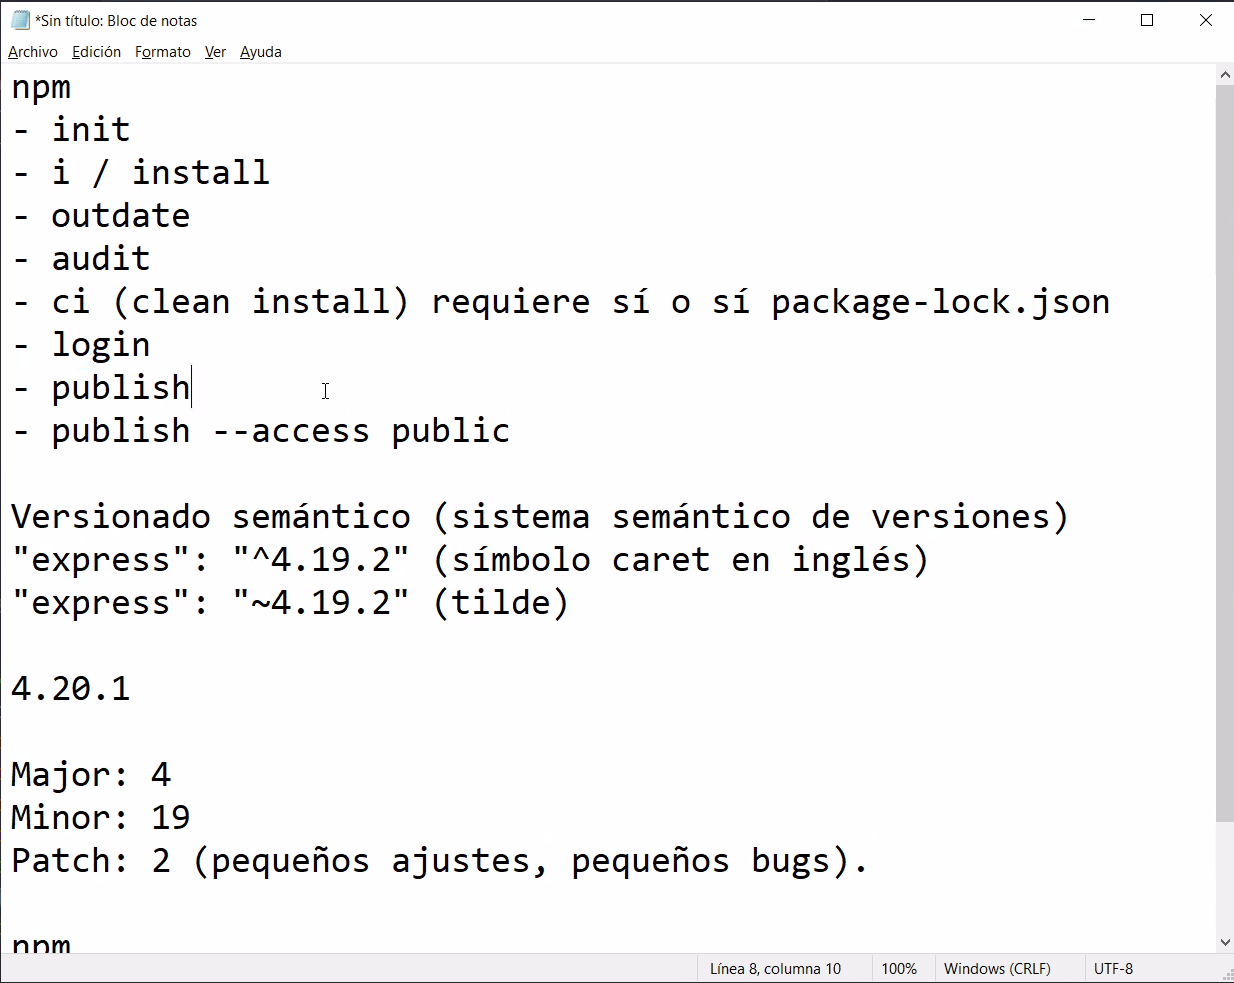 *Sin título: Bloc de notas
Archivo Edición Formato Ver Ayuda
npm
- init
- i / install
- outdate
- audit
- ci (clean install) requiere sí o sí package-lock.json
- login
- publish
- publish --access public
Versionado semántico (sistema semántico de versiones)
"express": "^4.19.2" (símbolo caret en inglés)
"express": "~4.19.2" (tilde)
4.20.1
Major: 4
Minor: 19
Patch: 2 (pequeños ajustes, pequeños bugs).
npm
Línea 8, columna 10 100% Windows (CRLF) UTF-8